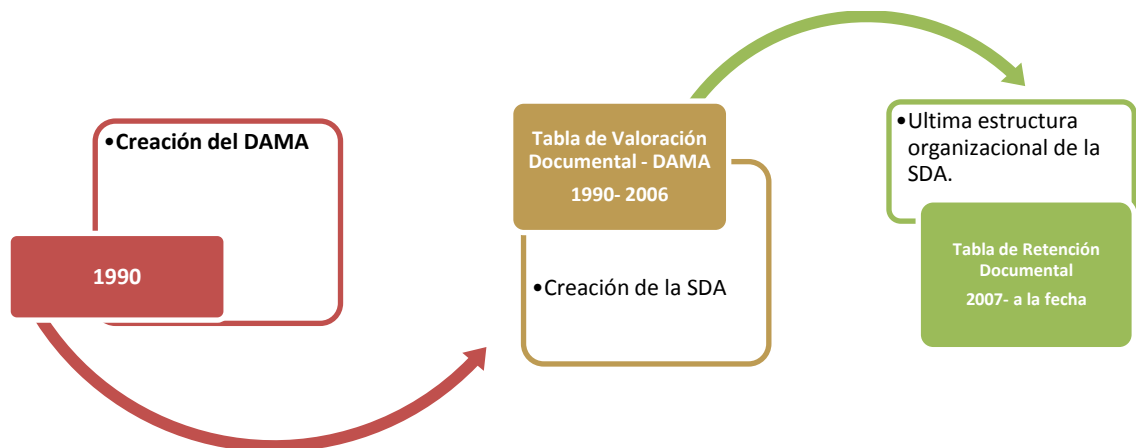 •Creación del DAMA
1990
Tabla de Valoración
Documental - DAMA
1990- 2006
•Creación de la SDA
•Ultima estructura
organizacional de la
SDA.
Tabla de Retención
Documental
2007- a la fecha